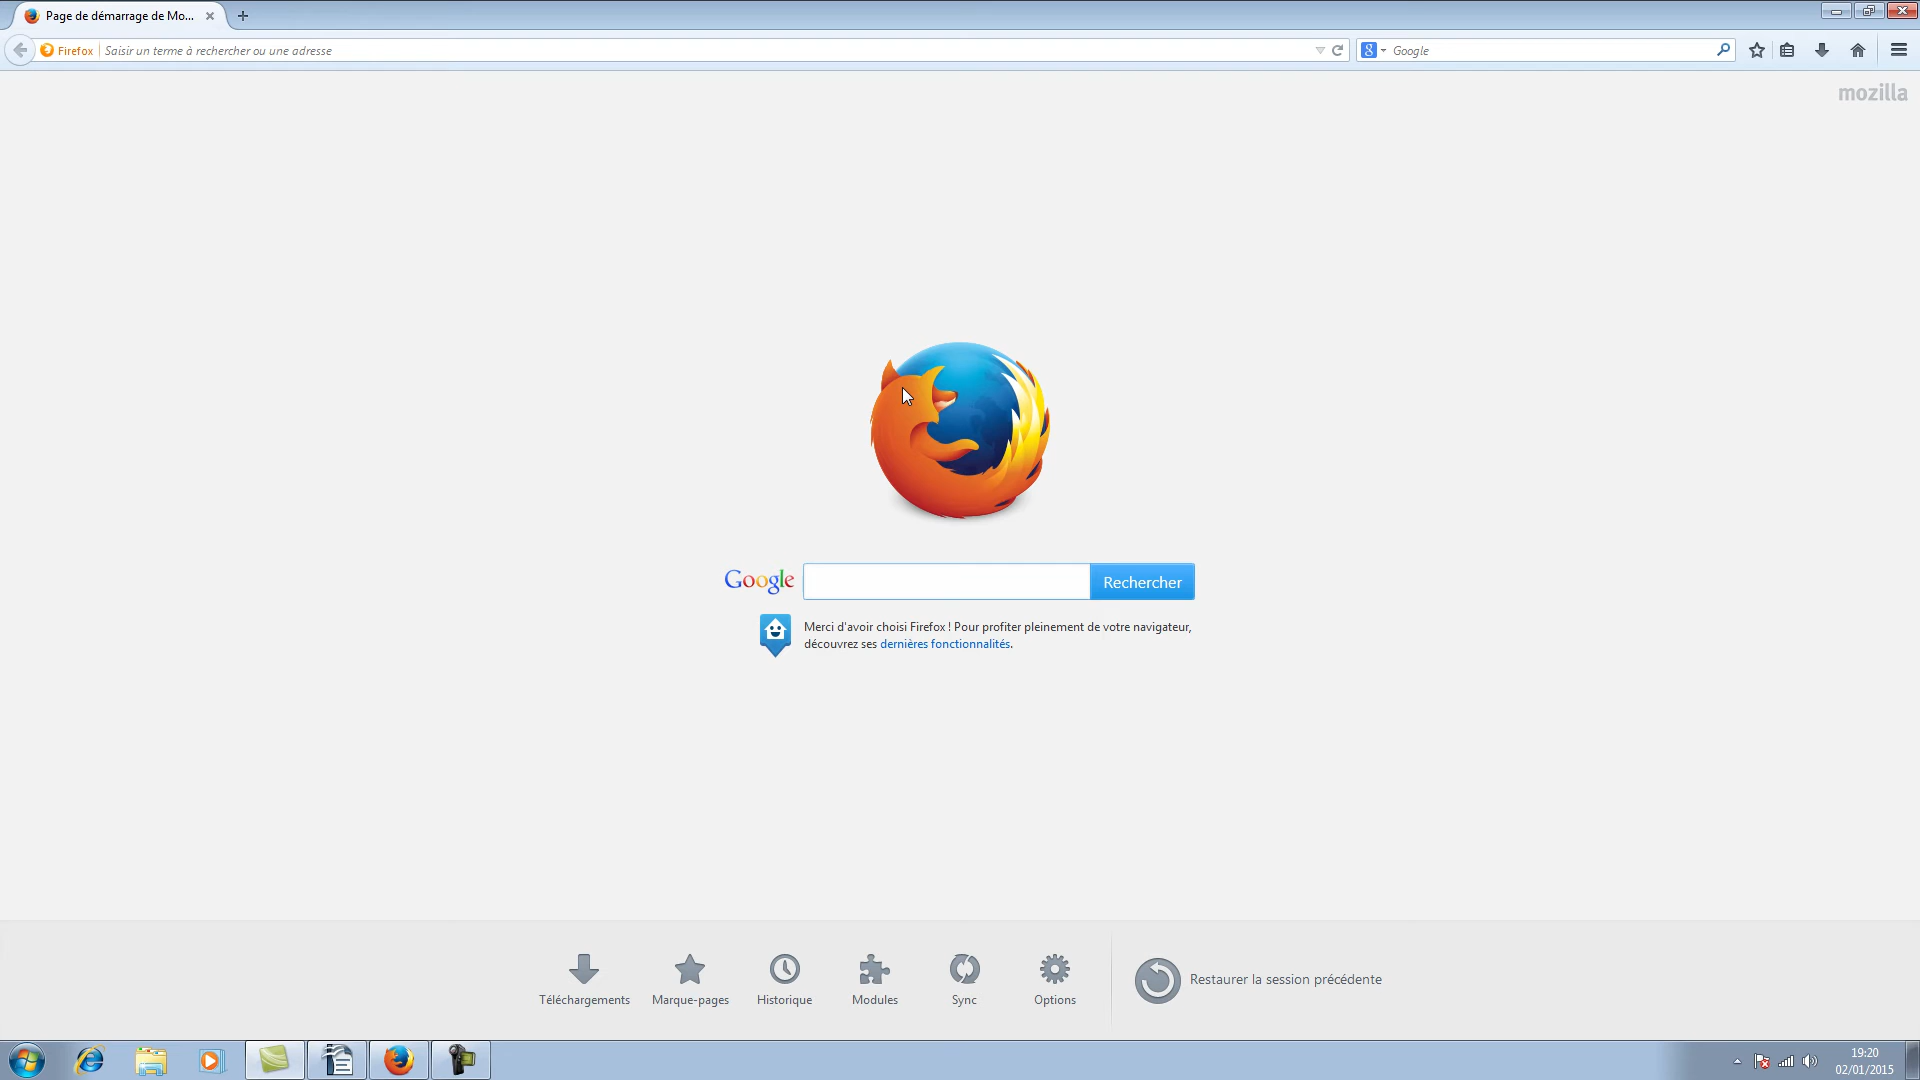 Page de démarrage de Mo...
Firefox
Saisir un terme à rechercher ou une adresse
Google
mozilla
Google
Rechercher
Merci d'avoir choisi Firefox ! Pour profiter pleinement de votre navigateur,
découvrez ses dernières fonctionnalités.
Téléchargements
Marque-pages
Historique
Modules
Sync
Options
Restaurer la session précédente
19:20
02/01/2015